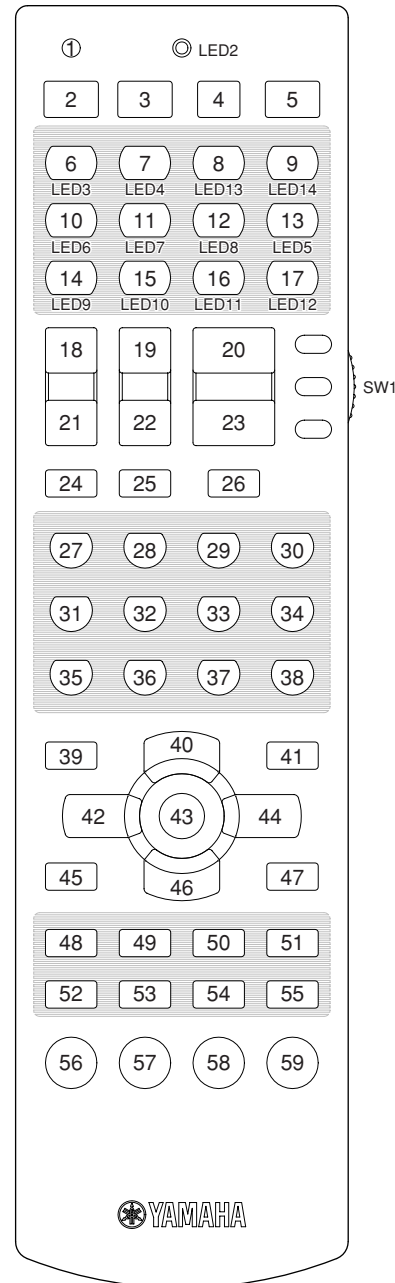 1 LED2
2 3 4 5
6 7 8 9
LED3 LED4 LED13 LED14
10 11 12 13
LED6 LED7 LED8 LED5
14 15 16 17
LED9 LED10 LED11 LED12
18 19 20
SW1
21 22 23
24 25 26
27 28 29 30
31 32 33 34
35 36 37 38
39 40 41
42 43 44
45 46 47
48 49 50 51
52 53 54 55
56 57 58 59
YAMAHA